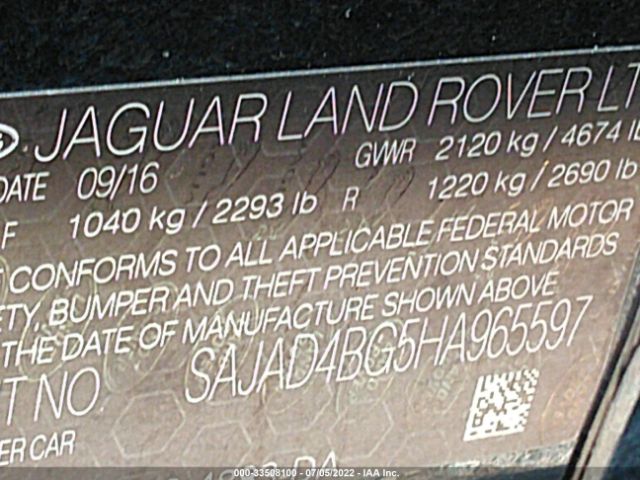 JAGUAR LAND ROVER LT
DATE 09/16 GVWR 2120 kg / 4674 lb
F 1040 kg / 2293 lb R 1220 kg / 2690 lb
CONFORMS TO ALL APPLICABLE FEDERAL MOTOR
ETY, BUMPER AND THEFT PREVENTION STANDARDS
THE DATE OF MANUFACTURE SHOWN ABOVE
T NO SAJAD4BG5HA965597
ER CAR
000-33508100 - 07/05/2022 - IAA Inc.